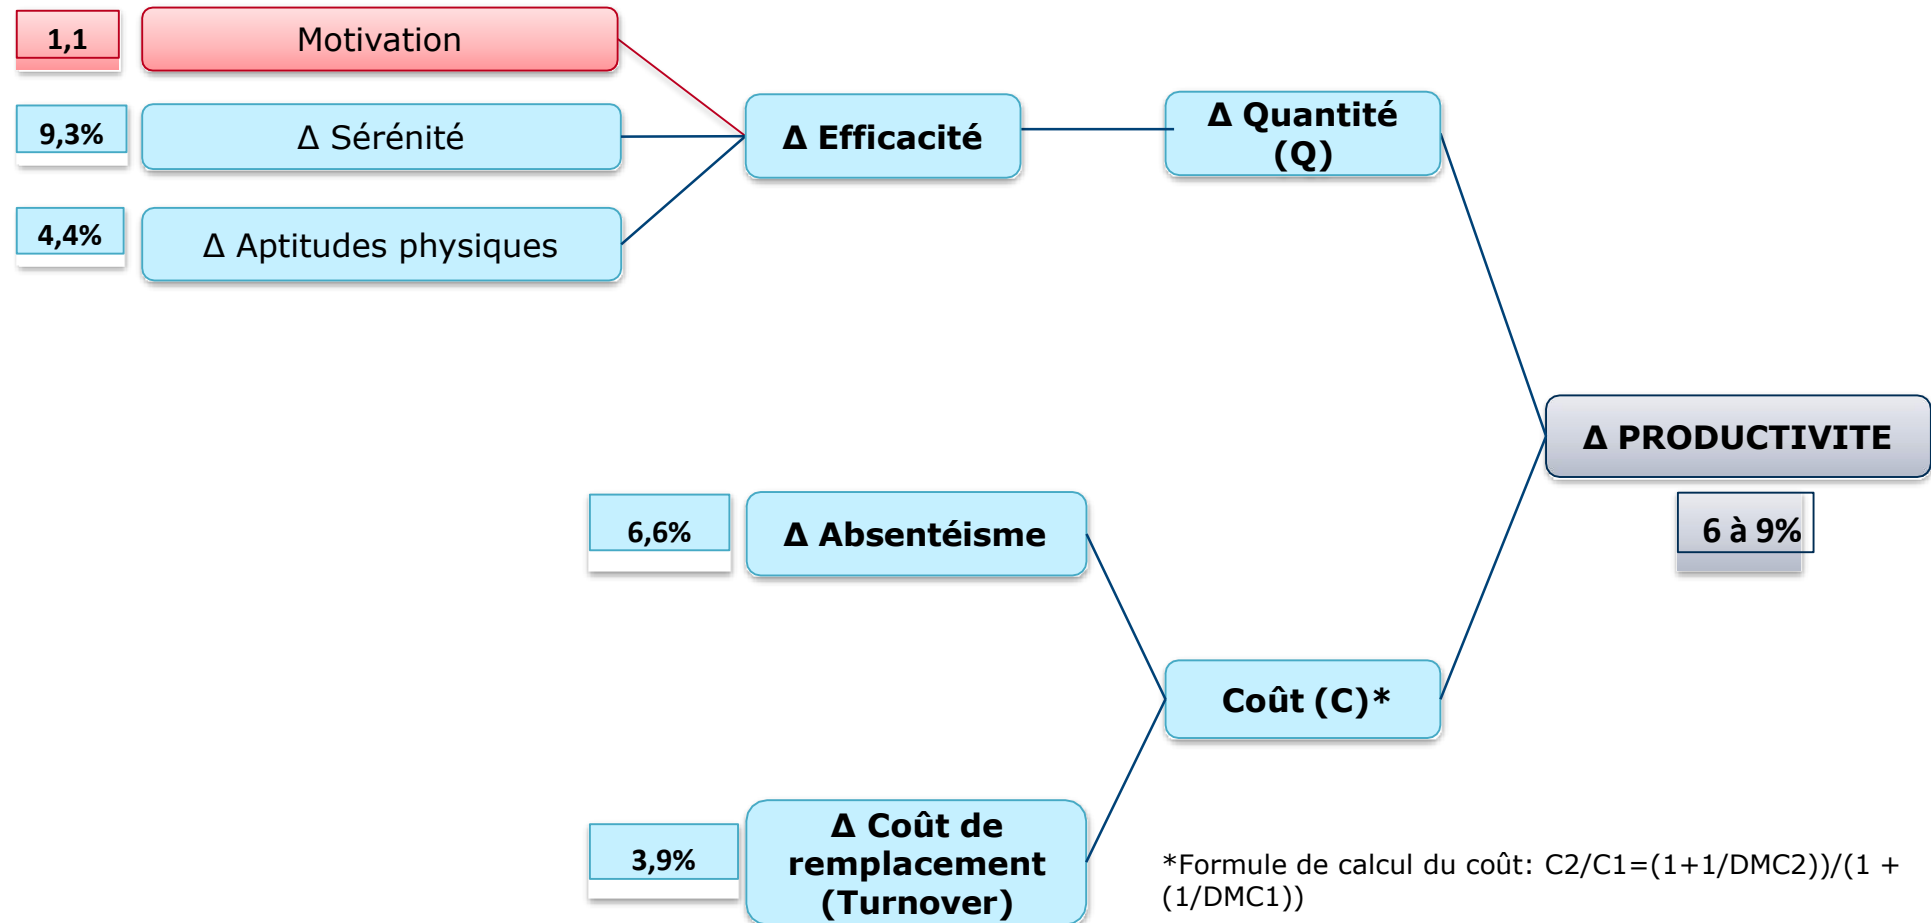 1,1
Motivation
9,3%
Δ Sérénité
4,4%
Δ Aptitudes physiques
Δ Efficacité
Δ Quantité
(Q)
Δ PRODUCTIVITE
6 à 9%
6,6%
Δ Absentéisme
Coût (C)*
3,9%
Δ Coût de
remplacement
(Turnover)
*Formule de calcul du coût: C2/C1=(1+1/DMC2))/(1 +
(1/DMC1))